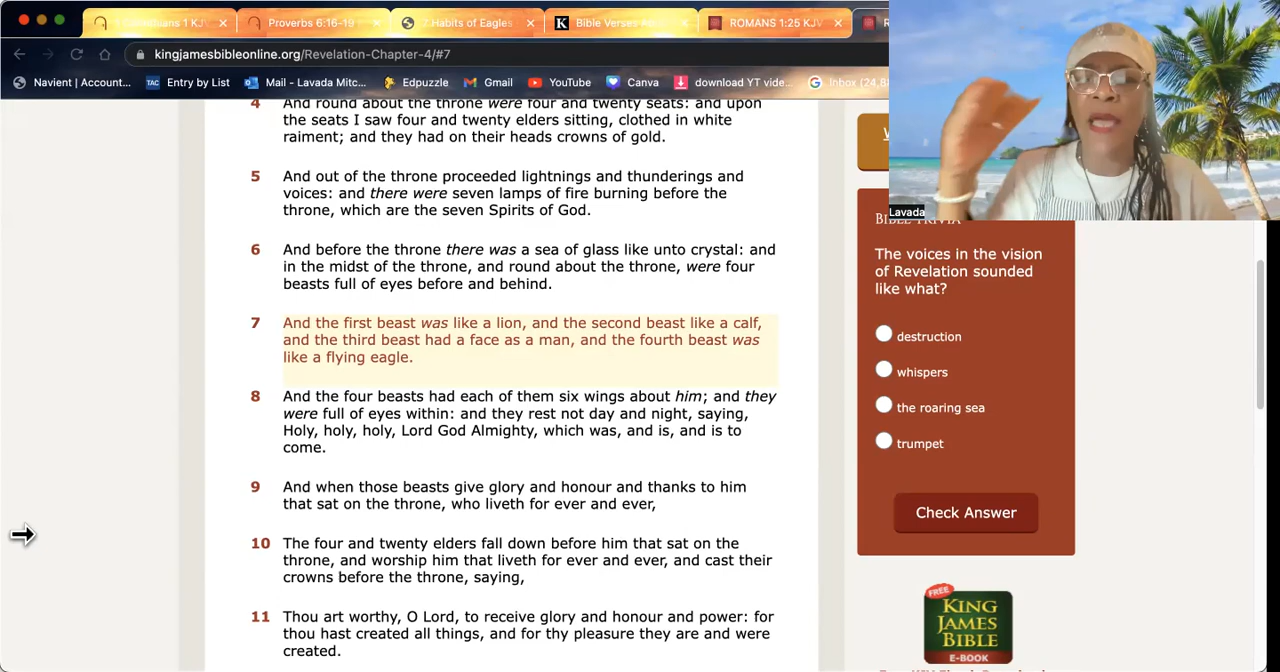 Corinthians 1 KJV
Proverbs 6:16-19
7 Habits of Eagles
K Bible Verses Ab
ROMANS 1:25 KJV
kingjamesbibleonline.org/Revelation-Chapter-4/#7
Navient | Account...
TAC Entry by List
Mail - Lavada Mitc...
Edpuzzle
Gmail
YouTube
Canva
download YT vide...
Inbox (24,8
4 And round about the throne were four and twenty seats: and upon
the seats I saw four and twenty elders sitting, clothed in white
raiment; and they had on their heads crowns of gold.
5 And out of the throne proceeded lightnings and thunderings and
voices: and there were seven lamps of fire burning before the
throne, which are the seven Spirits of God.
6 And before the throne there was a sea of glass like unto crystal: and
in the midst of the throne, and round about the throne, were four
beasts full of eyes before and behind.
7 And the first beast was like a lion, and the second beast like a calf,
and the third beast had a face as a man, and the fourth beast was
like a flying eagle.
8 And the four beasts had each of them six wings about him; and they
were full of eyes within: and they rest not day and night, saying,
Holy, holy, holy, Lord God Almighty, which was, and is, and is to
come.
9 And when those beasts give glory and honour and thanks to him
that sat on the throne, who liveth for ever and ever,
10 The four and twenty elders fall down before him that sat on the
throne, and worship him that liveth for ever and ever, and cast their
crowns before the throne, saying,
11 Thou art worthy, O Lord, to receive glory and honour and power: for
thou hast created all things, and for thy pleasure they are and were
created.
Lavada
BIBLE TRIVIA
The voices in the vision
of Revelation sounded
like what?
destruction
whispers
the roaring sea
trumpet
Check Answer
FREE
KING
JAMES
BIBLE
E-BOOK